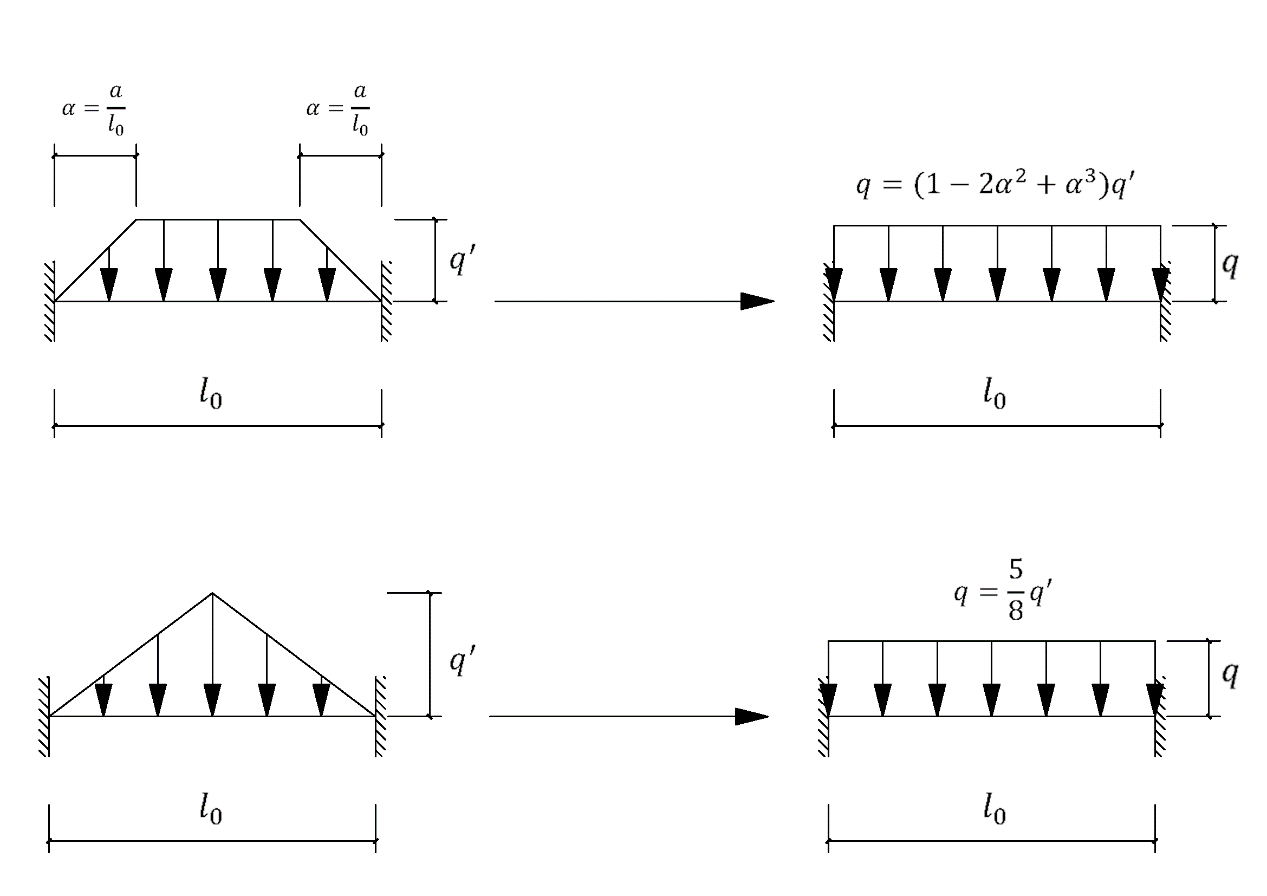 α = a/l₀
α = a/l₀
q = (1 − 2α² + α³)q′
q′
q
l₀
l₀
q = 5/8 q′
q′
q
l₀
l₀